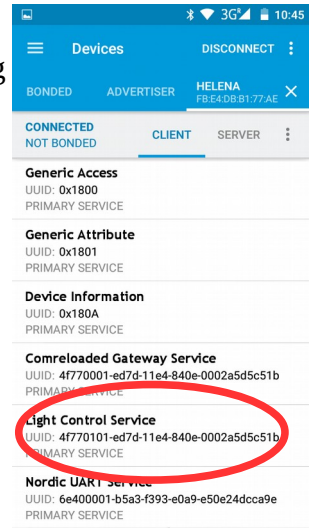 g
3G R 10:45
Devices DISCONNECT
BONDED ADVERTISER HELENA
FB:E4:DB:B1:77:AE
CONNECTED CLIENT SERVER
NOT BONDED
Generic Access
UUID: 0x1800
PRIMARY SERVICE
Generic Attribute
UUID: 0x1801
PRIMARY SERVICE
Device Information
UUID: 0x180A
PRIMARY SERVICE
Comreloaded Gateway Service
UUID: 4f770001-ed7d-11e4-840e-0002a5d5c51b
PRIMARY SERVICE
Light Control Service
UUID: 4f770101-ed7d-11e4-840e-0002a5d5c51b
PRIMARY SERVICE
Nordic UART Service
UUID: 6e400001-b5a3-f393-e0a9-e50e24dcca9e
PRIMARY SERVICE